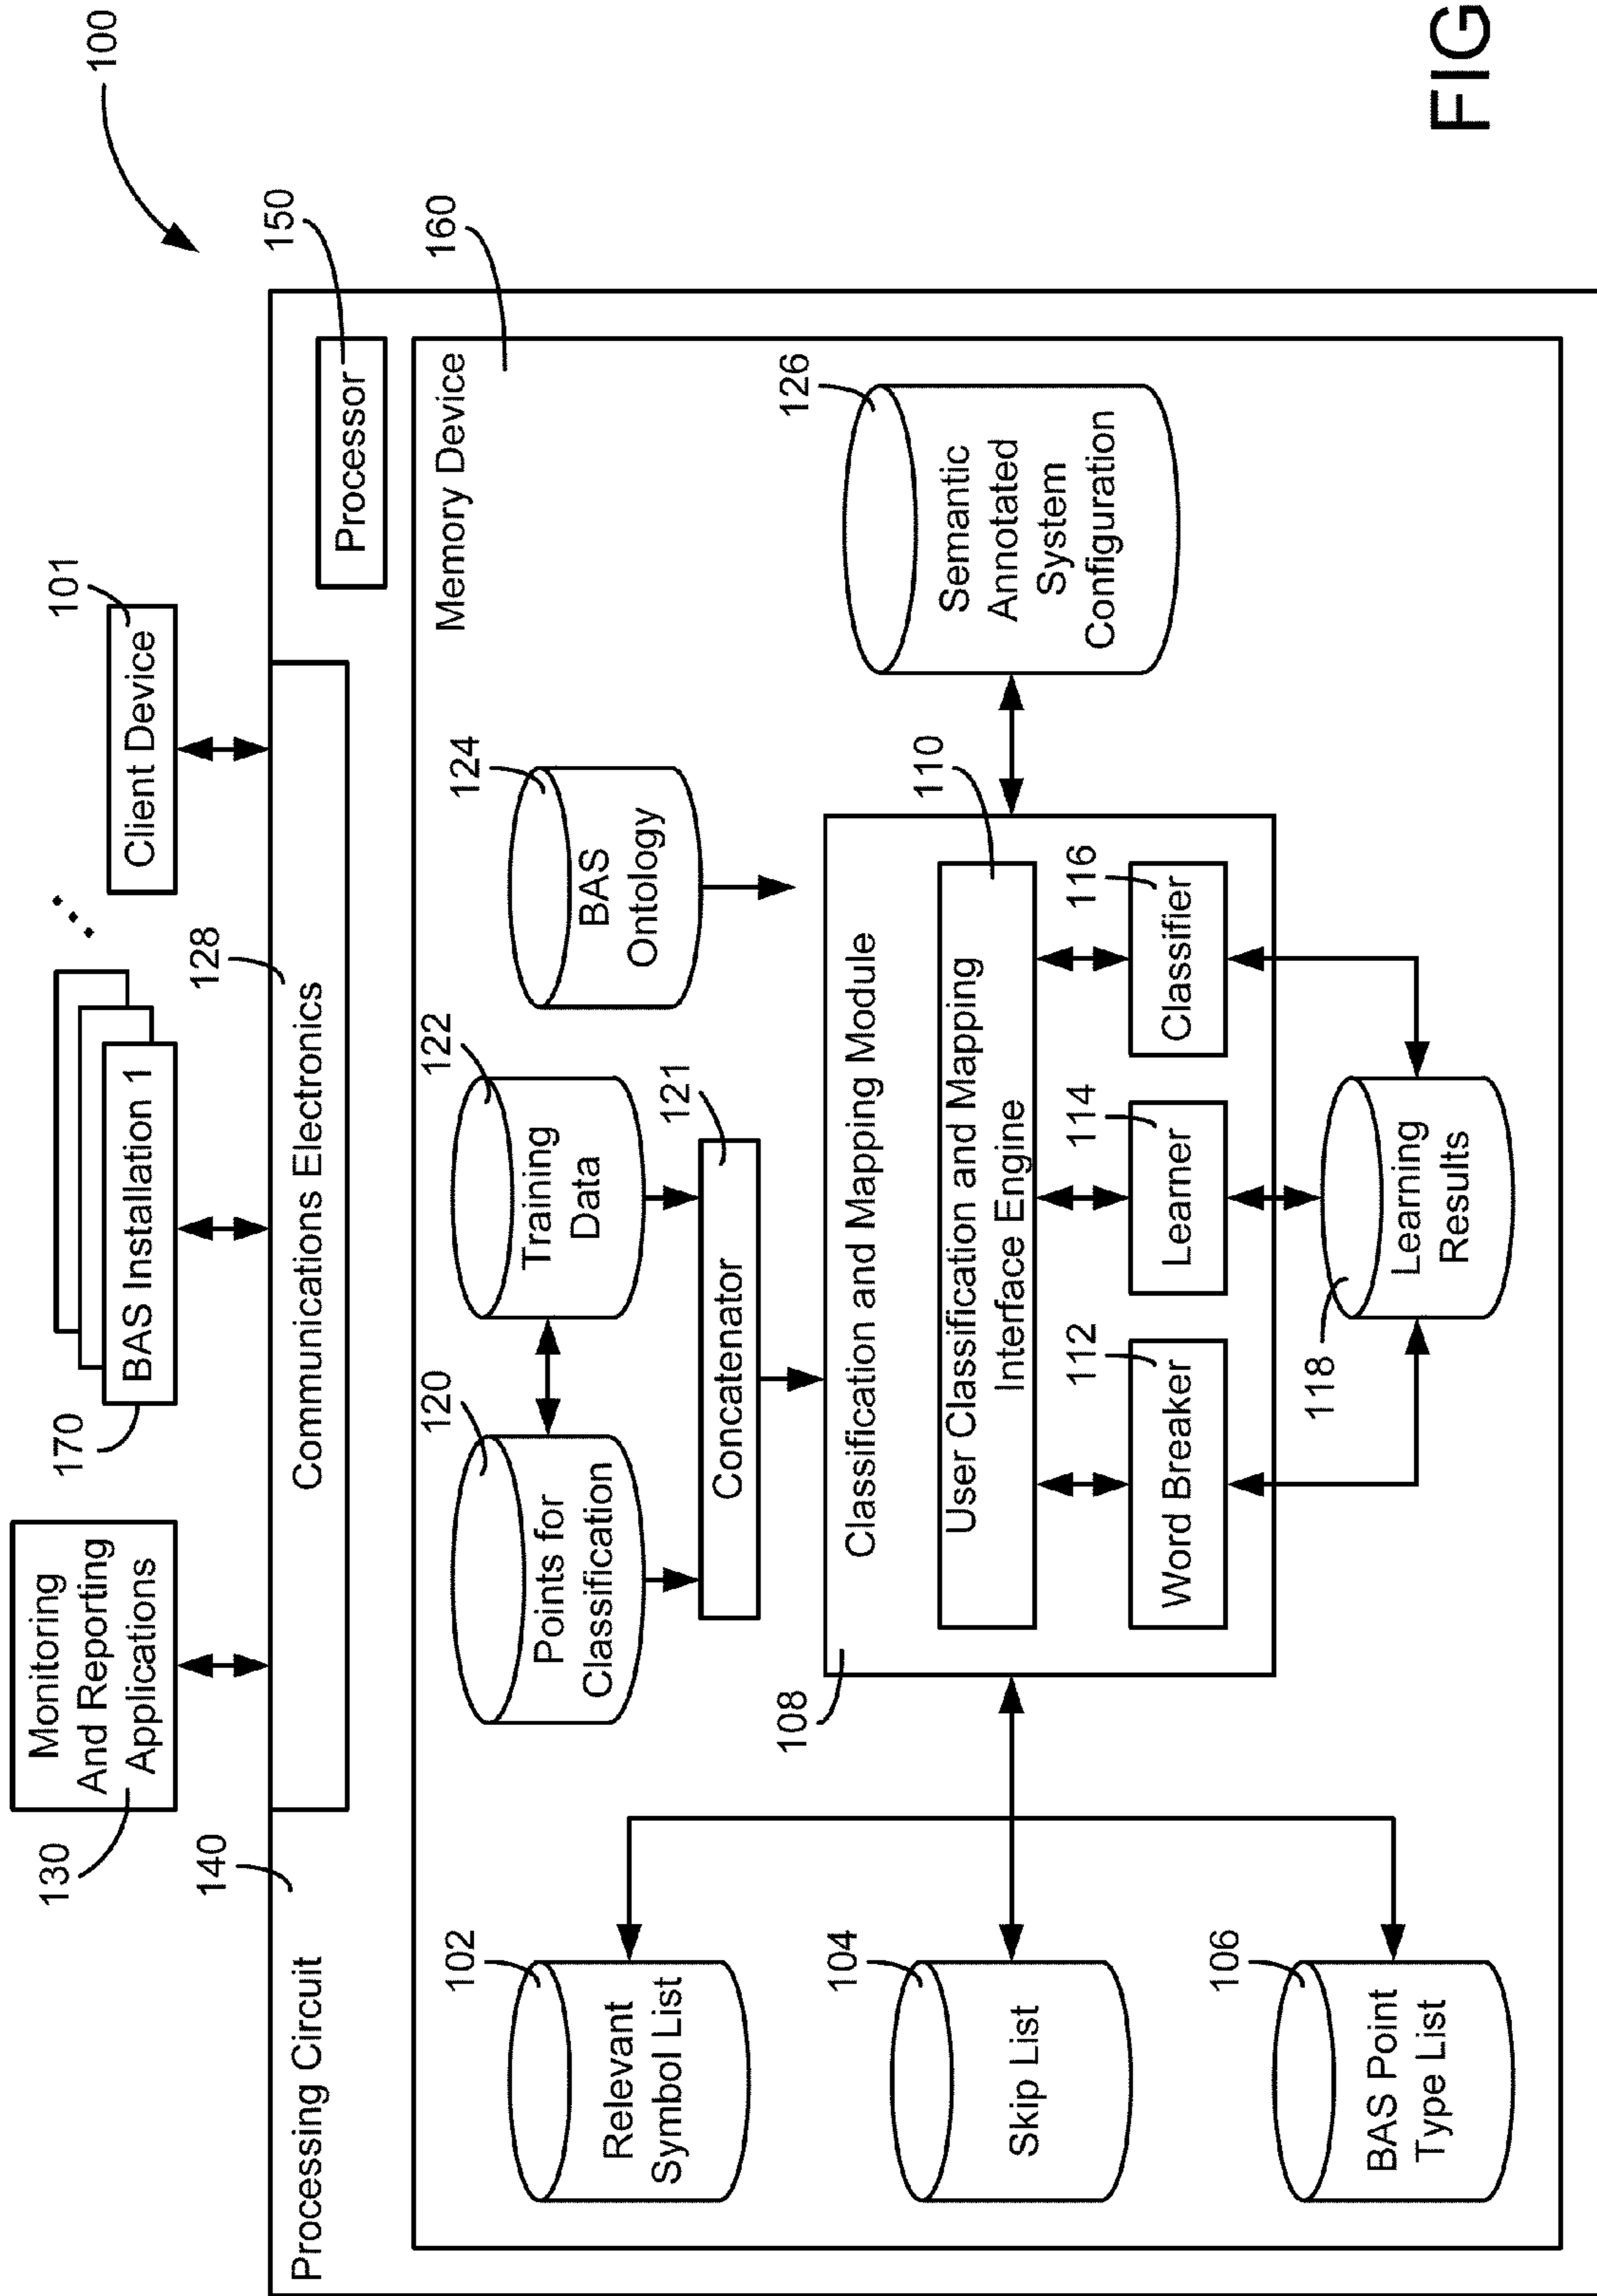 100
Monitoring
And Reporting
Applications
130
170
BAS Installation 1
101
Client Device
140
128
Communications Electronics
150
Processor
Processing Circuit
160
Memory Device
102
Relevant
Symbol List
104
Skip List
106
BAS Point
Type List
120
Points for
Classification
122
Training
Data
121
Concatenator
124
BAS
Ontology
126
Semantic
Annotated
System
Configuration
108
Classification and Mapping Module
110
User Classification and Mapping
Interface Engine
112
Word Breaker
114
Learner
116
Classifier
118
Learning
Results
FIG